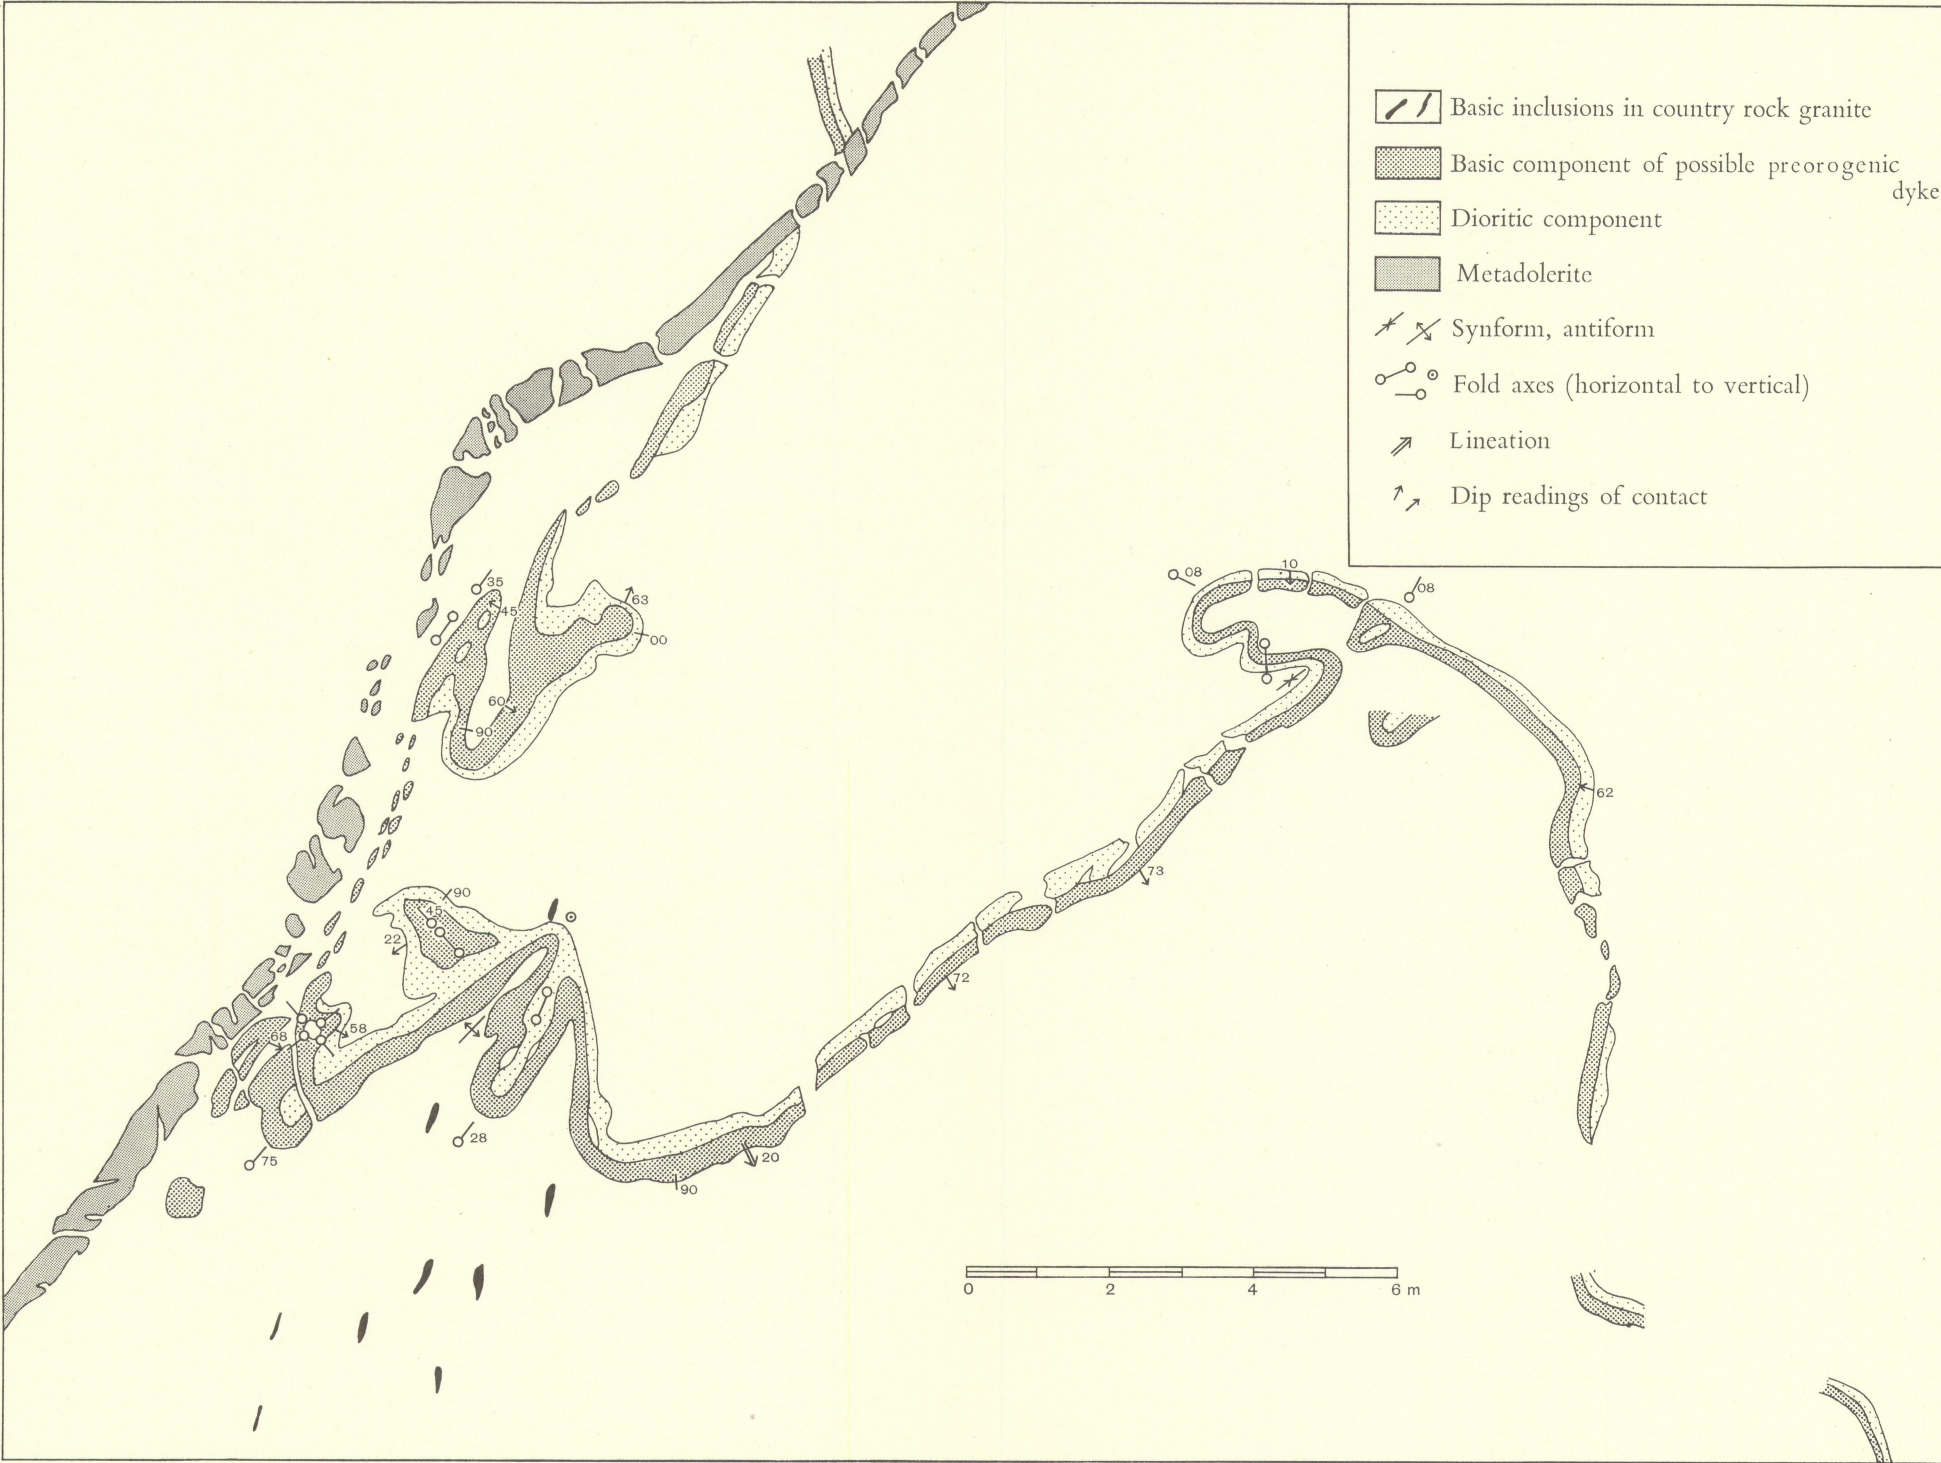 Basic inclusions in country rock granite
Basic component of possible preorogenic
dyke
Dioritic component
Metadolerite
Synform, antiform
Fold axes (horizontal to vertical)
Lineation
Dip readings of contact
10
08
08
35
45
63
00
60
90
62
73
90
45
22
72
58
68
28
75
20
90
0 2 4 6 m